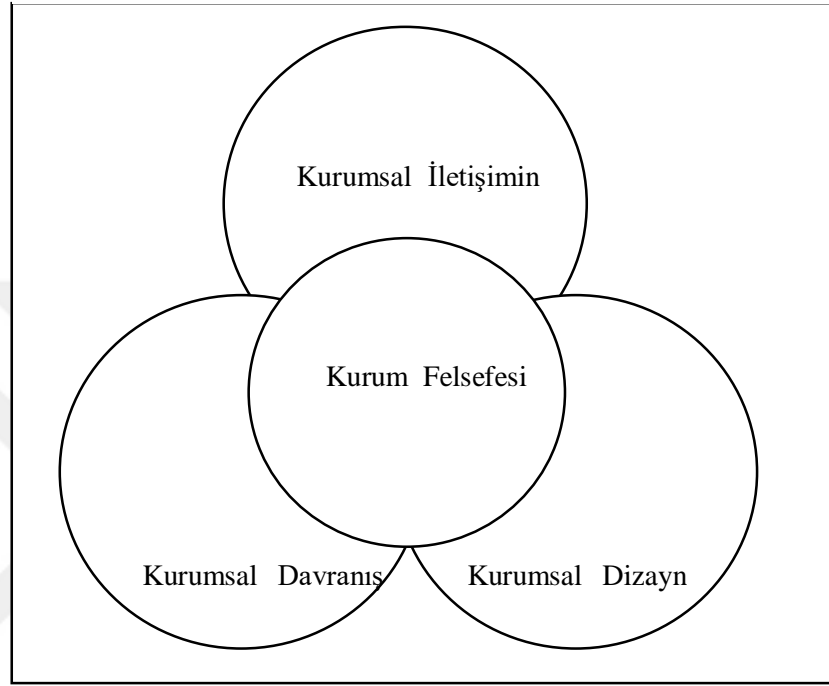 Kurumsal İletişimin
Kurum Felsefesi
Kurumsal Davranış
Kurumsal Dizayn